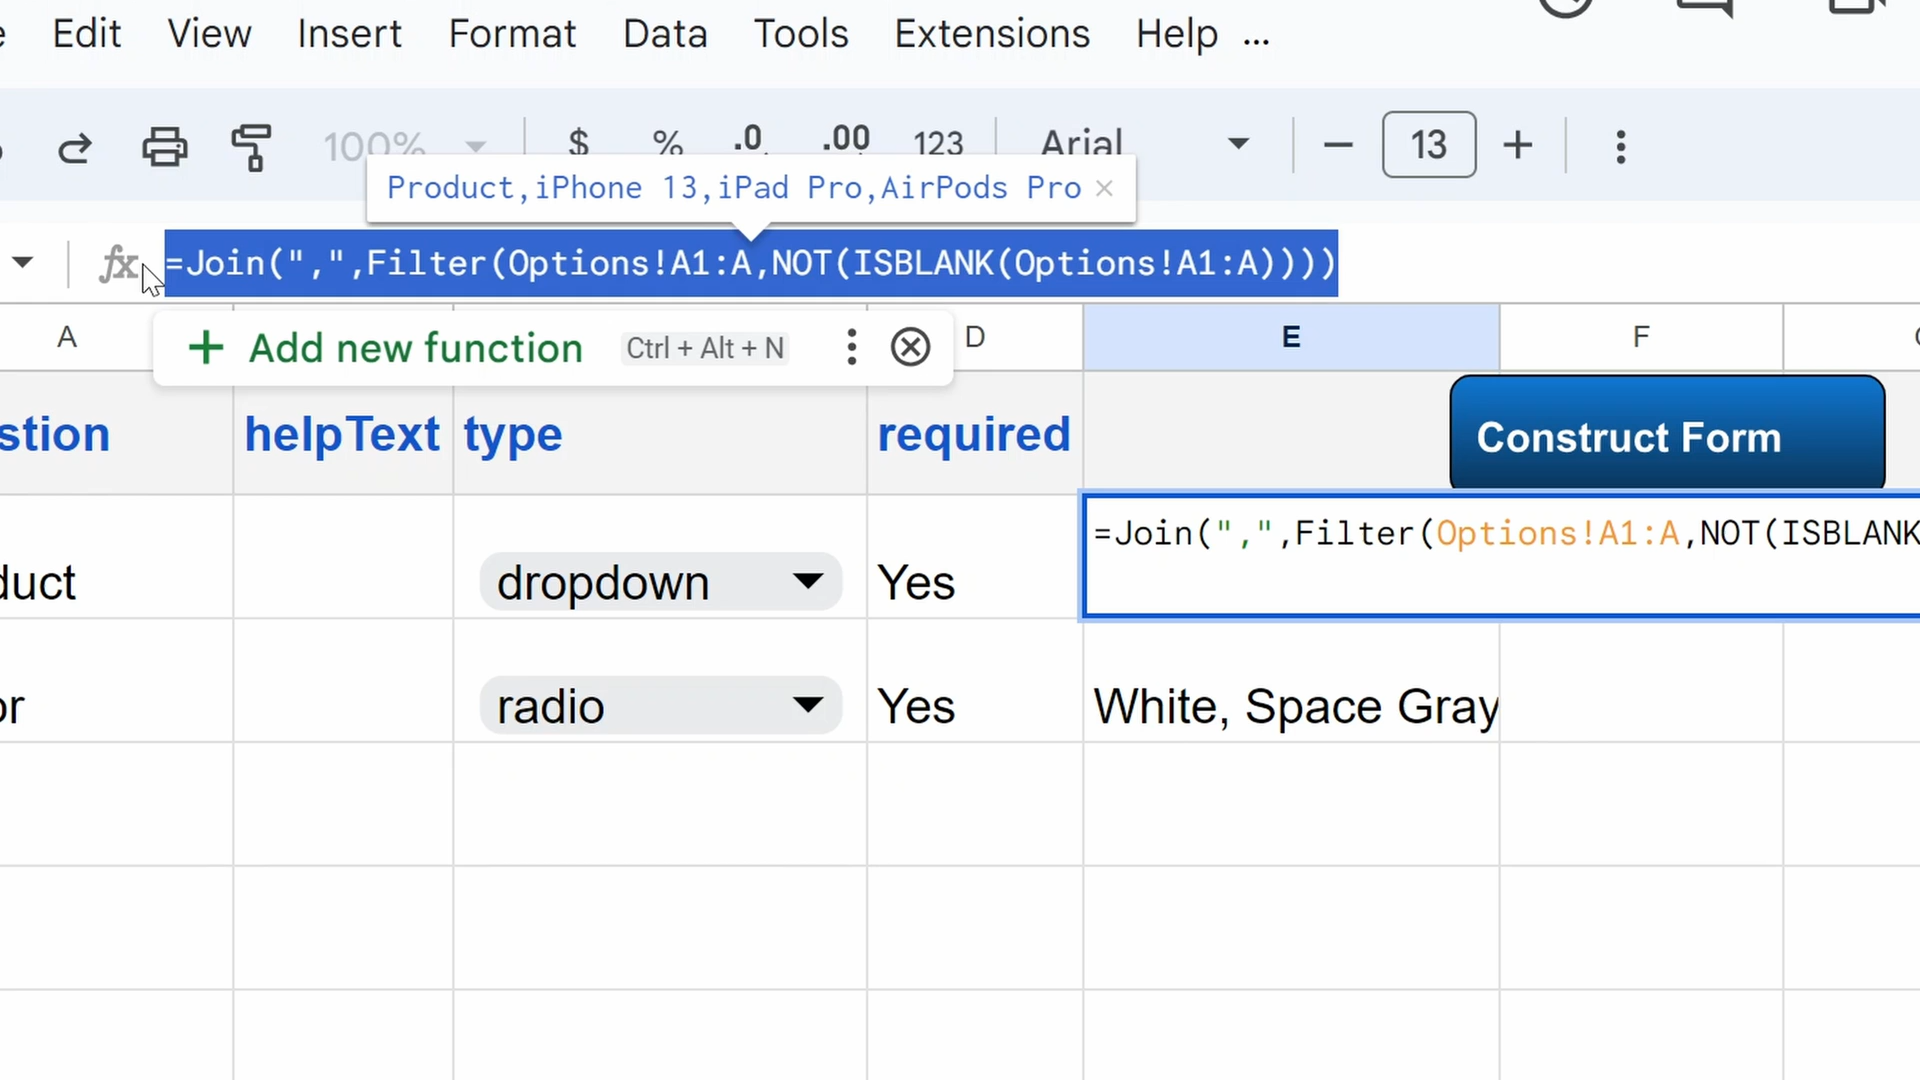 Edit View Insert Format Data Tools Extensions Help ...
100% $ % .0 .00 123 Arial 13
Product,iPhone 13,iPad Pro,AirPods Pro ×
fx =Join(",",Filter(Options!A1:A,NOT(ISBLANK(Options!A1:A))))
A D E F
+ Add new function Ctrl + Alt + N
stion helpText type required Construct Form
=Join(",",Filter(Options!A1:A,NOT(ISBLANK
duct dropdown Yes
or radio Yes White, Space Gray